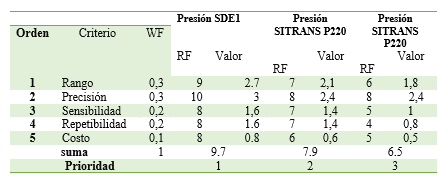 Presión SDE1 Presión Presión
Orden Criterio WF SITRANS P220 SITRANS
P220
RF Valor Valor Valor
RF RF
1 Rango 0,3 9 2.7 7 2,1 6 1,8
2 Precisión 0,3 10 3 8 2,4 8 2,4
3 Sensibilidad 0,2 8 1,6 7 1,4 5 1
4 Repetibilidad 0,2 8 1.6 7 1,4 4 0,8
5 Costo 0,1 8 0.8 6 0,6 5 0,5
suma 1 9.7 7.9 6.5
Prioridad 1 2 3